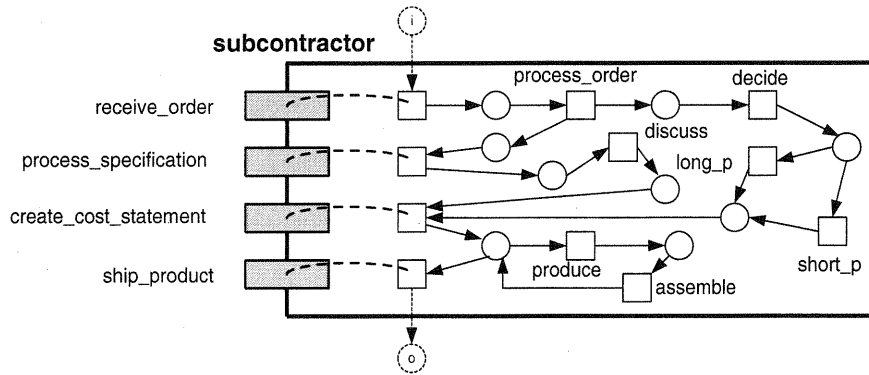 i
subcontractor
process_order
decide
receive_order
discuss
process_specification
long_p
create_cost_statement
ship_product
produce
assemble
short_p
o